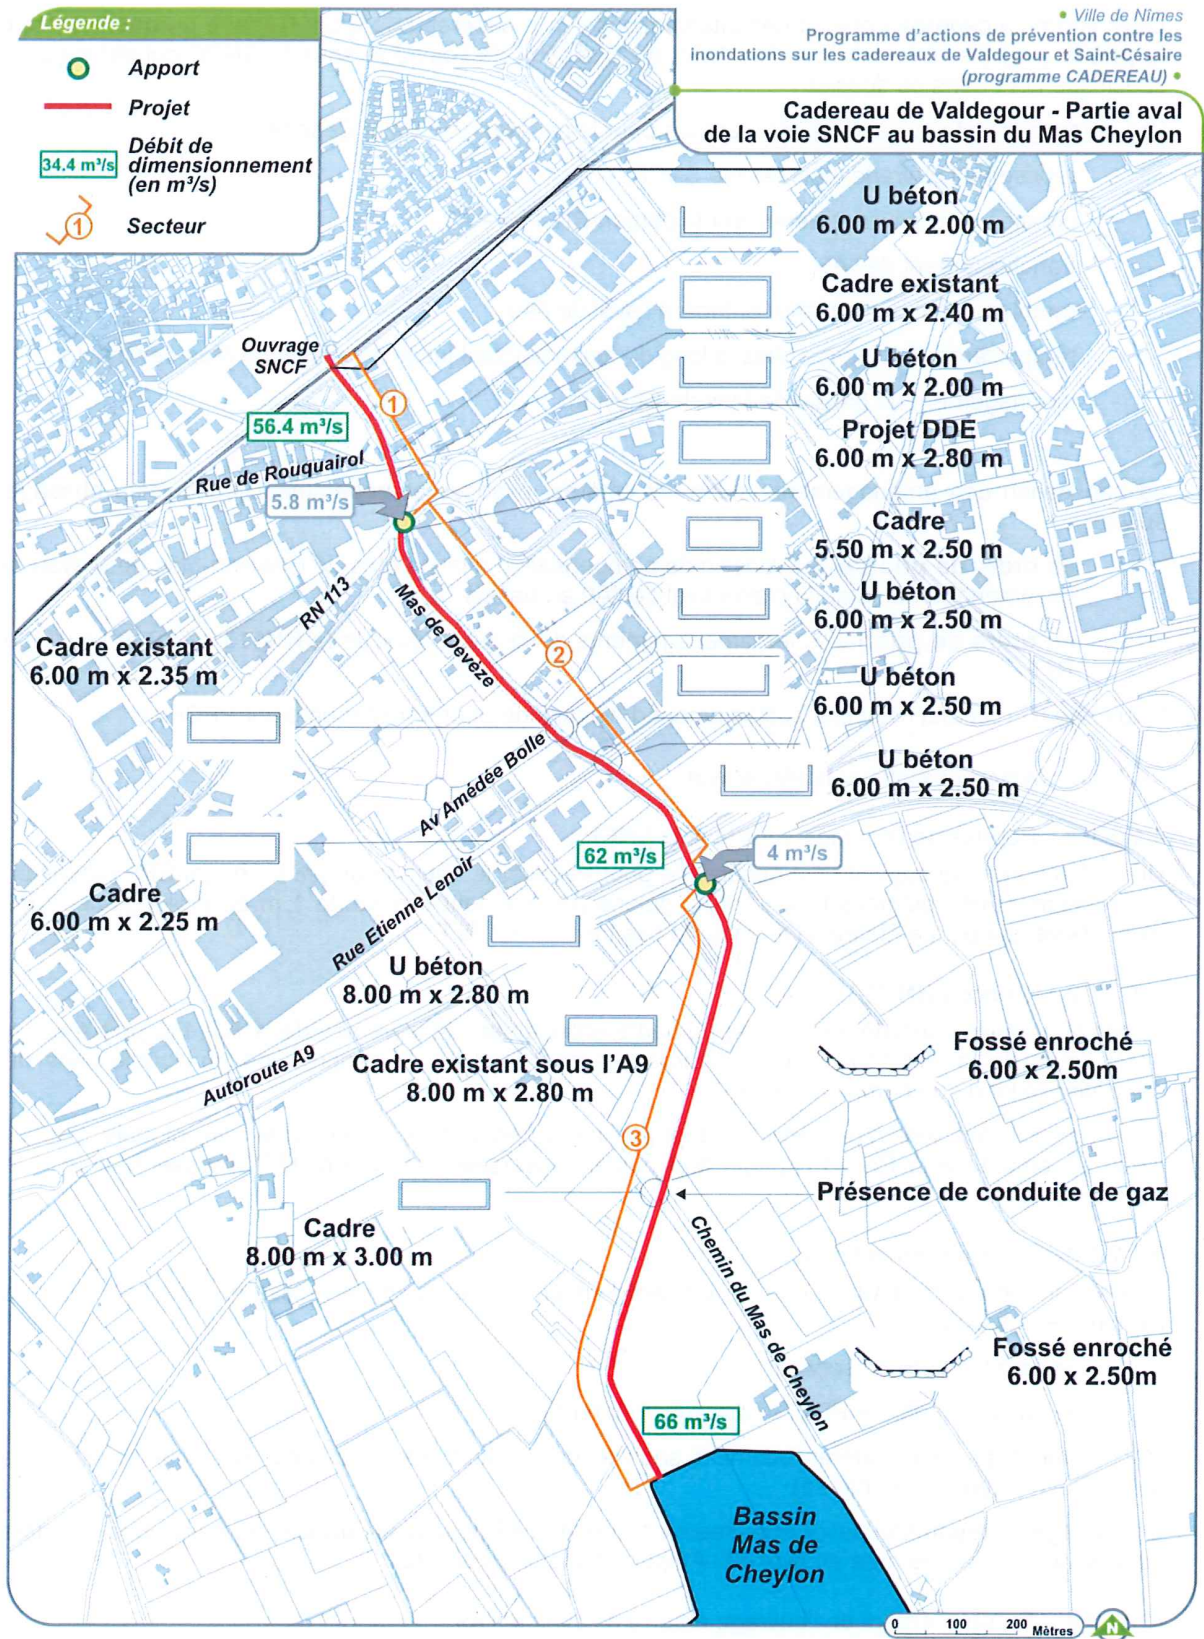 Légende :
Apport
Projet
34.4 m³/s
Débit de
dimensionnement
(en m³/s)
1
Secteur
• Ville de Nîmes
Programme d'actions de prévention contre les
inondations sur les cadereaux de Valdegour et Saint-Césaire
(programme CADEREAU) •
Cadereau de Valdegour - Partie aval
de la voie SNCF au bassin du Mas Cheylon
U béton
6.00 m x 2.00 m
Cadre existant
6.00 m x 2.40 m
Ouvrage
SNCF
U béton
6.00 m x 2.00 m
1
56.4 m³/s
Projet DDE
6.00 m x 2.80 m
Rue de Rouquairol
5.8 m³/s
Cadre
5.50 m x 2.50 m
RN 113
Mas de Devèze
U béton
6.00 m x 2.50 m
Cadre existant
6.00 m x 2.35 m
2
U béton
6.00 m x 2.50 m
Av Amédée Bolle
U béton
6.00 m x 2.50 m
62 m³/s
4 m³/s
Cadre
6.00 m x 2.25 m
Rue Etienne Lenoir
U béton
8.00 m x 2.80 m
Autoroute A9
Cadre existant sous l'A9
8.00 m x 2.80 m
Fossé enroché
6.00 x 2.50m
3
Présence de conduite de gaz
Cadre
8.00 m x 3.00 m
Chemin du Mas de Cheylon
Fossé enroché
6.00 x 2.50m
66 m³/s
Bassin
Mas de
Cheylon
0 100 200 Mètres
N